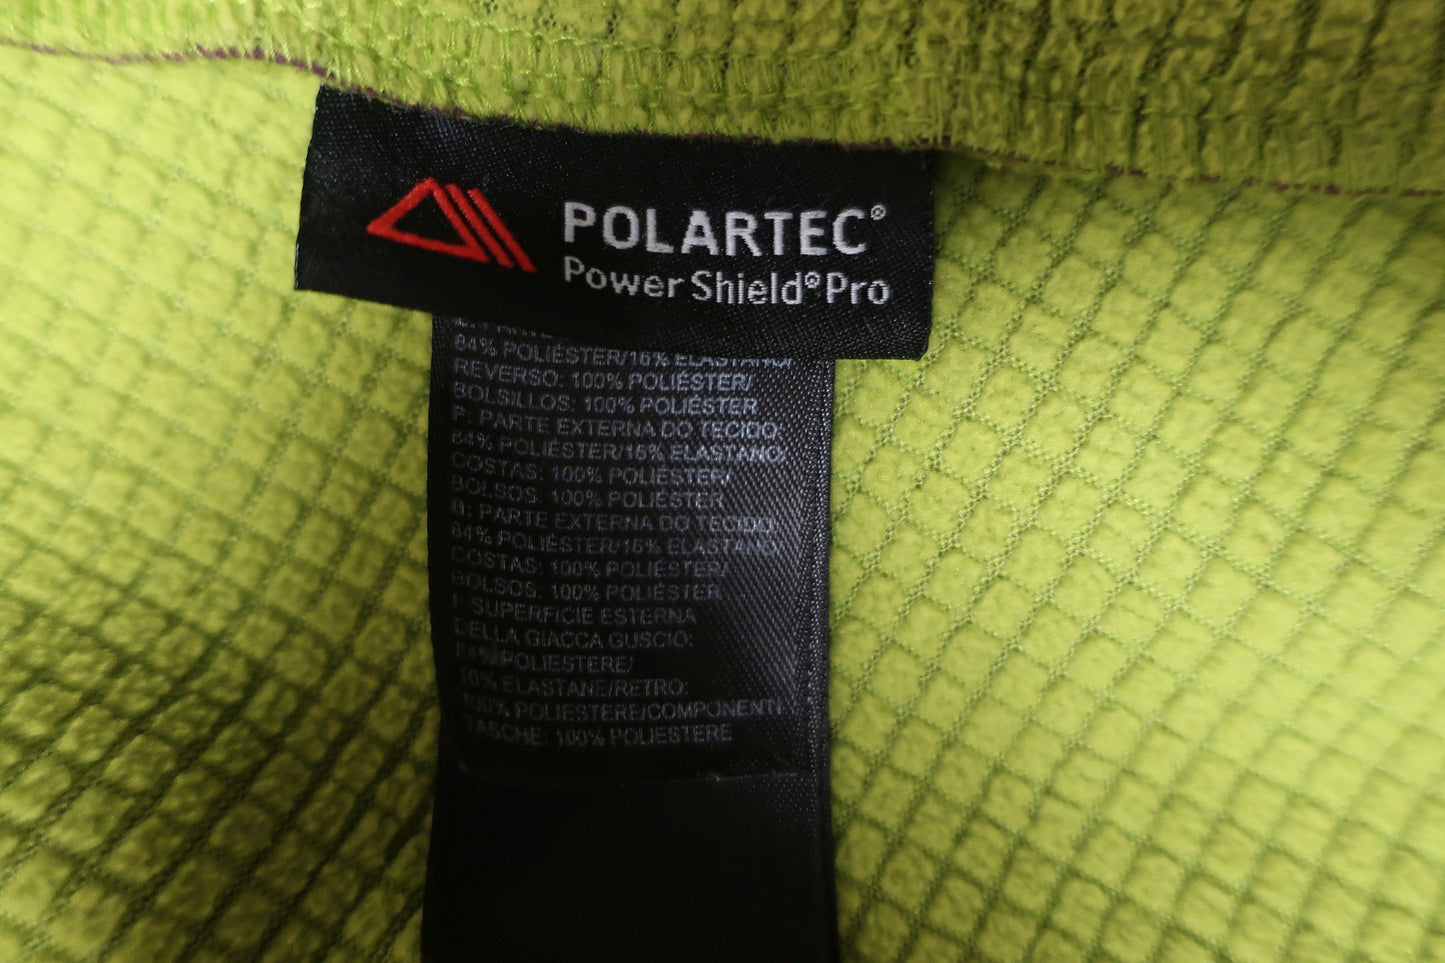 POLARTEC®
Power Shield® Pro
84% POLIÉSTER/16% ELASTANO/
REVERSO: 100% POLIÉSTER/
BOLSILLOS: 100% POLIÉSTER
P: PARTE EXTERNA DO TECIDO:
84% POLIÉSTER/16% ELASTANO/
COSTAS: 100% POLIÉSTER/
BOLSOS: 100% POLIÉSTER
B: PARTE EXTERNA DO TECIDO:
84% POLIÉSTER/16% ELASTANO/
COSTAS: 100% POLIÉSTER/
BOLSOS: 100% POLIÉSTER
I: SUPERFICIE ESTERNA
DELLA GIACCA GUSCIO:
84% POLIESTERE/
16% ELASTANE/RETRO:
100% POLIESTERE/COMPONENTI
TASCHE: 100% POLIESTERE